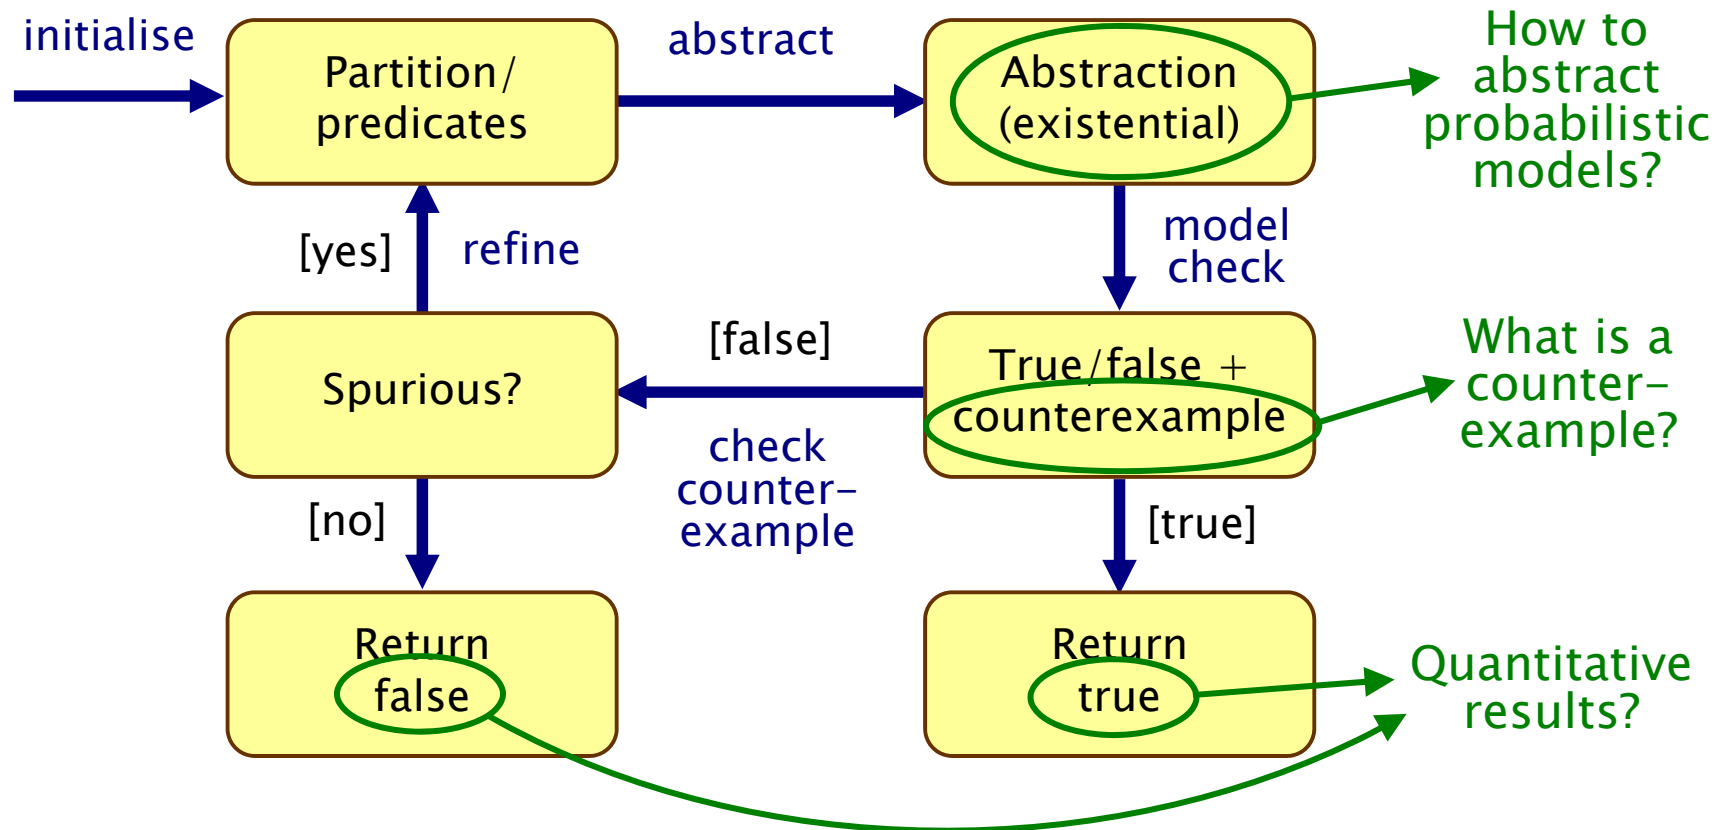 initialise
Partition/
predicates
abstract
Abstraction
(existential)
How to
abstract
probabilistic
models?
[yes]
refine
model
check
Spurious?
[false]
check
counter–
example
True/false +
counterexample
What is a
counter–
example?
[no]
[true]
Return
false
Return
true
Quantitative
results?